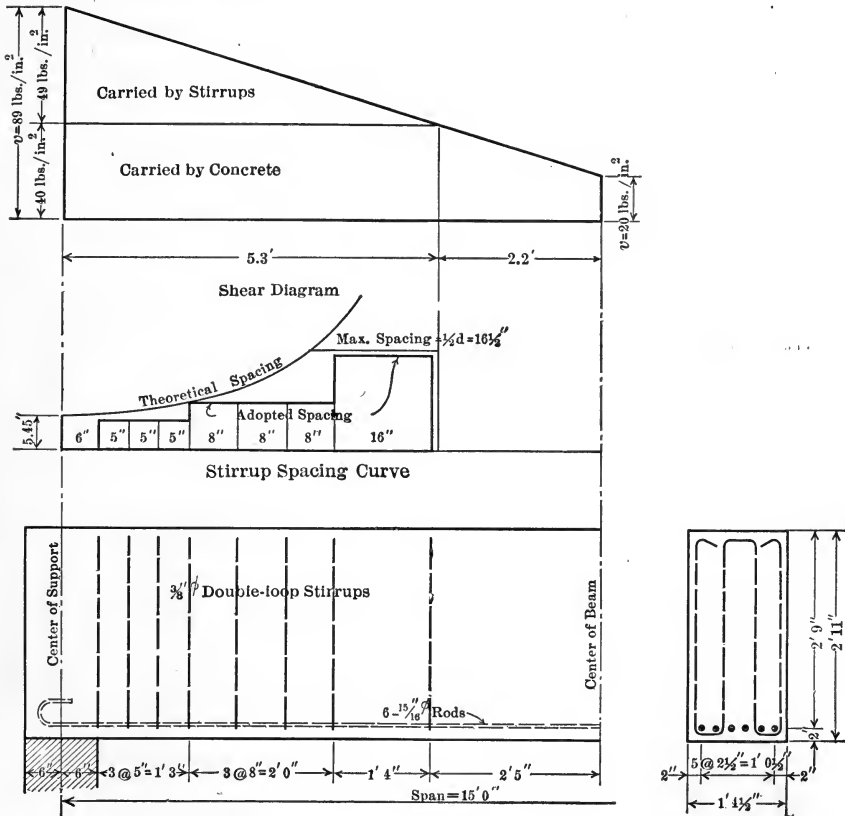 v=89 lbs./in.²
49 lbs./in.²
40 lbs./in.²
Carried by Stirrups
Carried by Concrete
v=20 lbs./in.²
5.3'
2.2'
Shear Diagram
Max. Spacing = ½d = 16½"
Theoretical Spacing
Adopted Spacing
5.45"
6"
5"
5"
5"
8"
8"
8"
16"
Stirrup Spacing Curve
Center of Support
⅜"ϕ Double-loop Stirrups
Center of Beam
6-15/16"ϕ Rods
6"
6"
3 @ 5"=1' 3"
3 @ 8"=2' 0"
1' 4"
2' 5"
Span=15' 0"
2' 9"
2' 11"
2"
5 @ 2½"=1' 0½"
2"
2"
1' 4½"